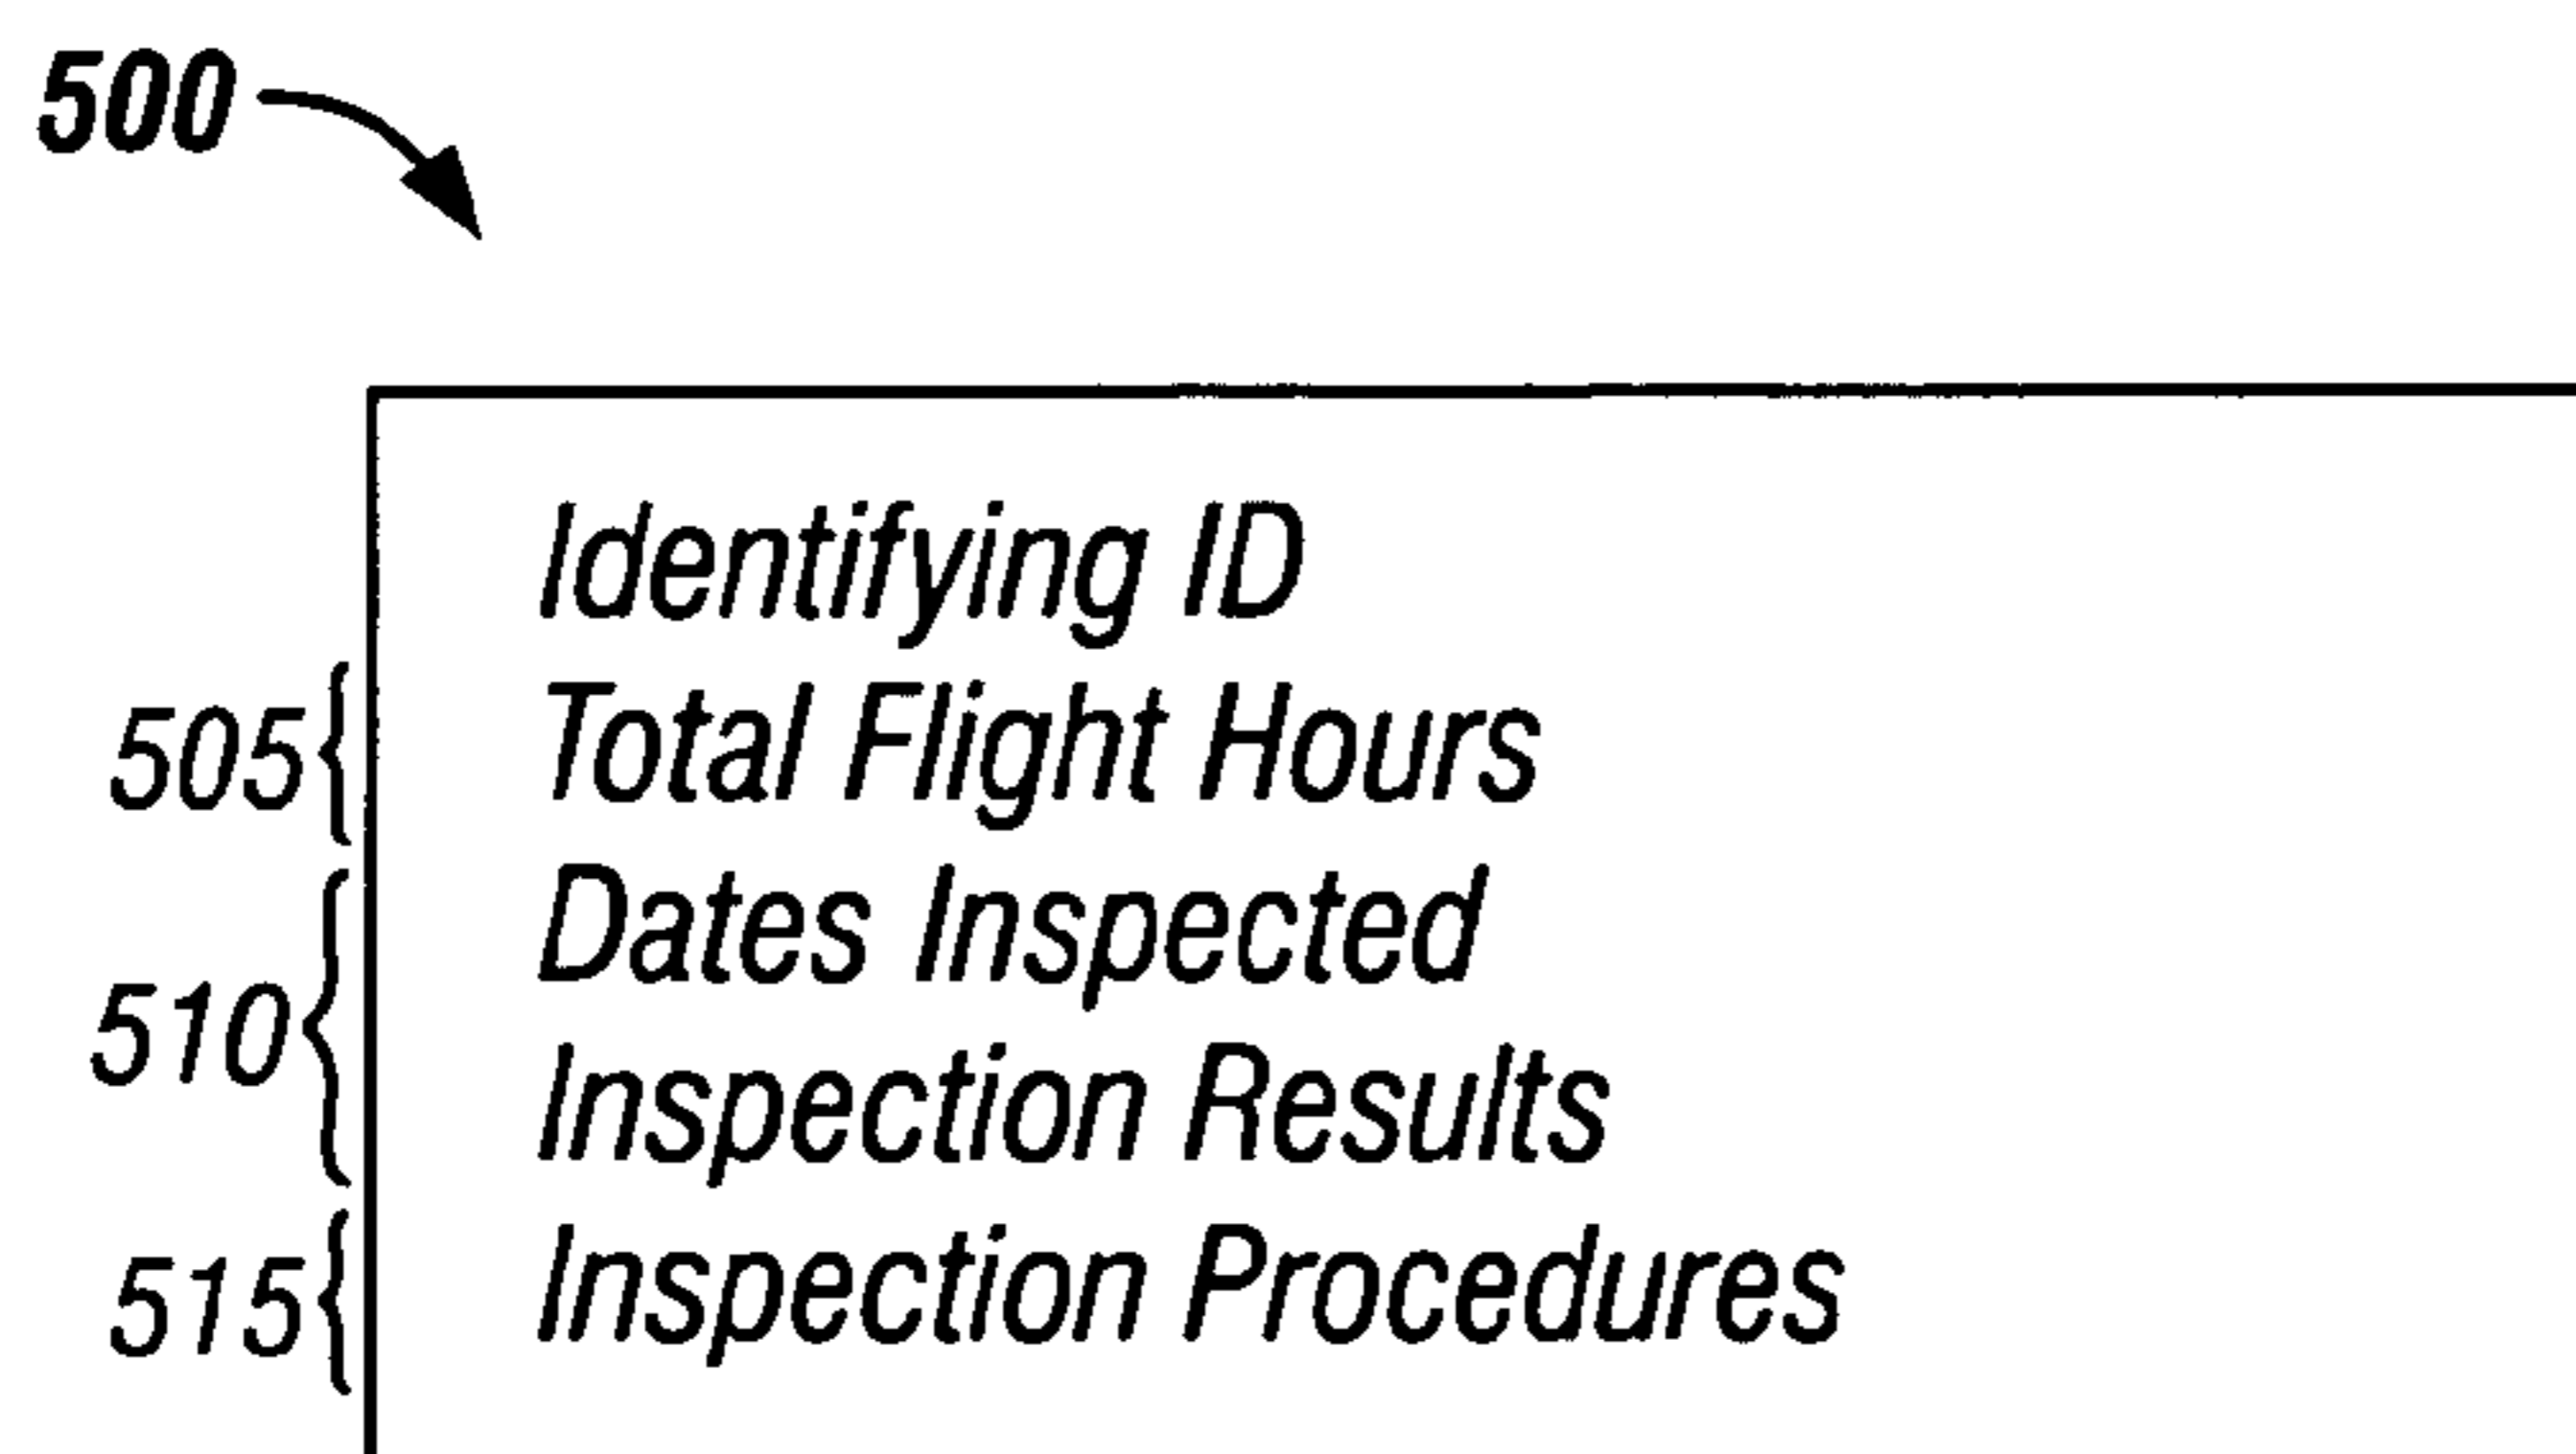 500
Identifying ID
505 Total Flight Hours
Dates Inspected
510
Inspection Results
515 Inspection Procedures